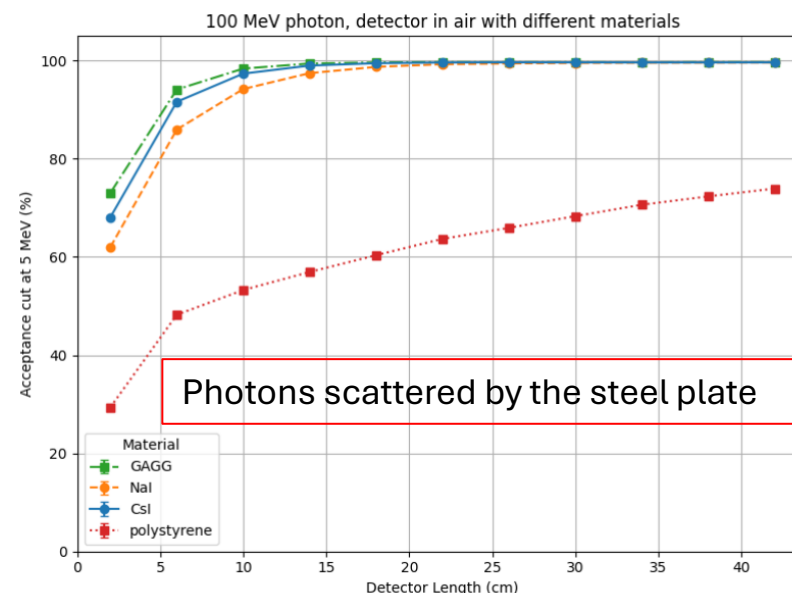 100 MeV photon, detector in air with different materials
Acceptance cut at 5 MeV (%)
100
80
60
40
20
0
Photons scattered by the steel plate
Material
GAGG
NaI
CsI
polystyrene
0 5 10 15 20 25 30 35 40
Detector Length (cm)